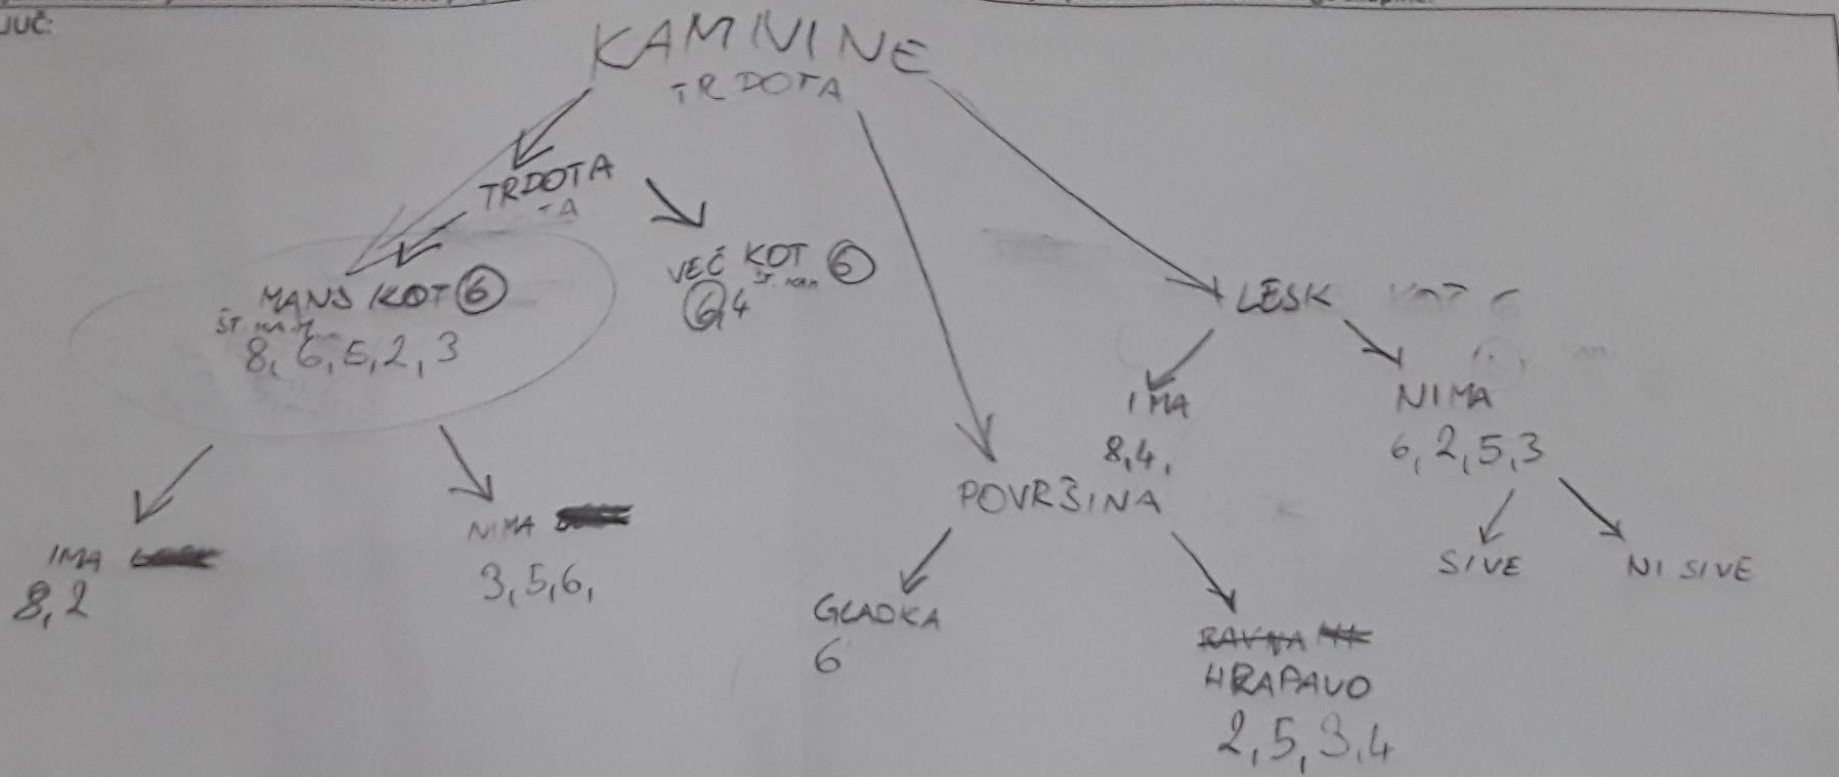 JUČ:
KAMNINE
TRDOTA
TRDOTA
VEČ KOT 6
6,4
MANJ KOT 6
8, 6, 5, 2, 3
LESK
IMA
8,4,
NIMA
6, 2, 5, 3
POVRŠINA
IMA
8, 2
NIMA
3, 5, 6,
SIVE
NI SIVE
GLADKA
6
RAVNA
HRAPAVO
2, 5, 3, 4